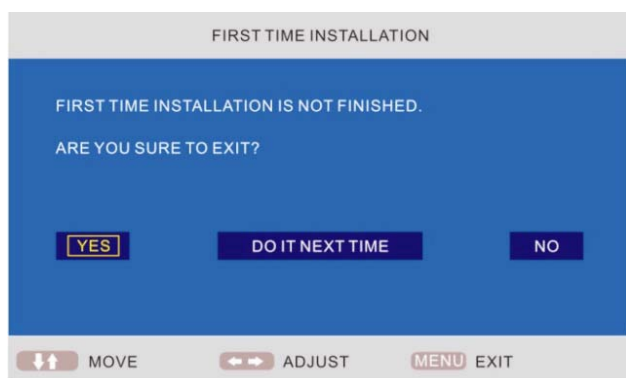 FIRST TIME INSTALLATION
FIRST TIME INSTALLATION IS NOT FINISHED.
ARE YOU SURE TO EXIT?
YES DO IT NEXT TIME NO
MOVE ADJUST MENU EXIT